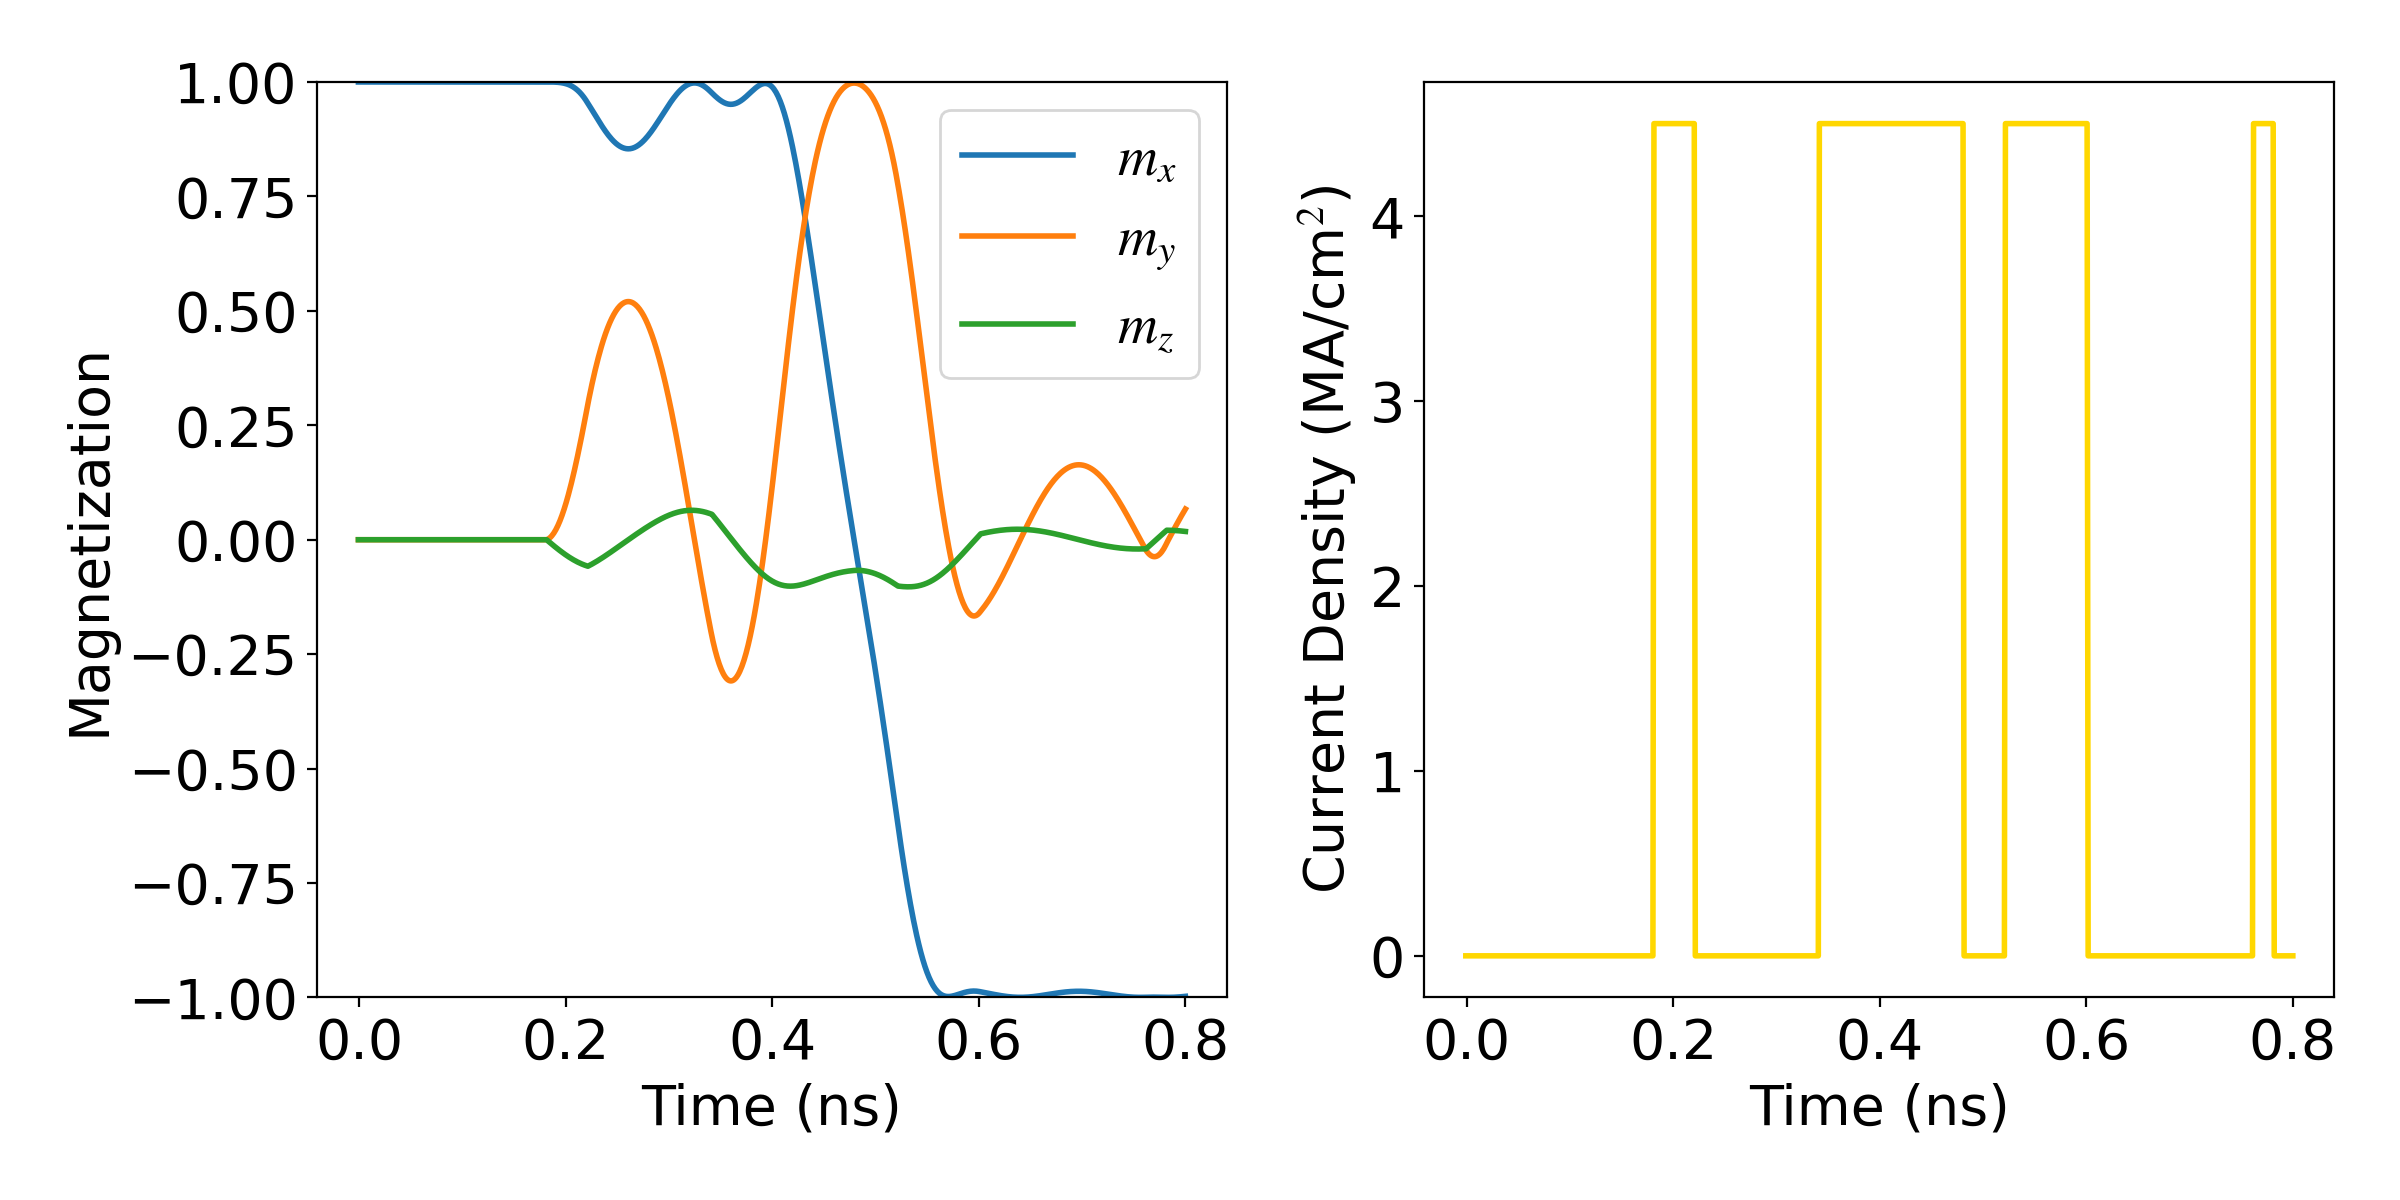 1.00
0.75
0.50
0.25
0.00
−0.25
−0.50
−0.75
−1.00
Magnetization
0.0 0.2 0.4 0.6 0.8
Time (ns)
m_x
m_y
m_z
4
3
2
1
0
Current Density (MA/cm²)
0.0 0.2 0.4 0.6 0.8
Time (ns)